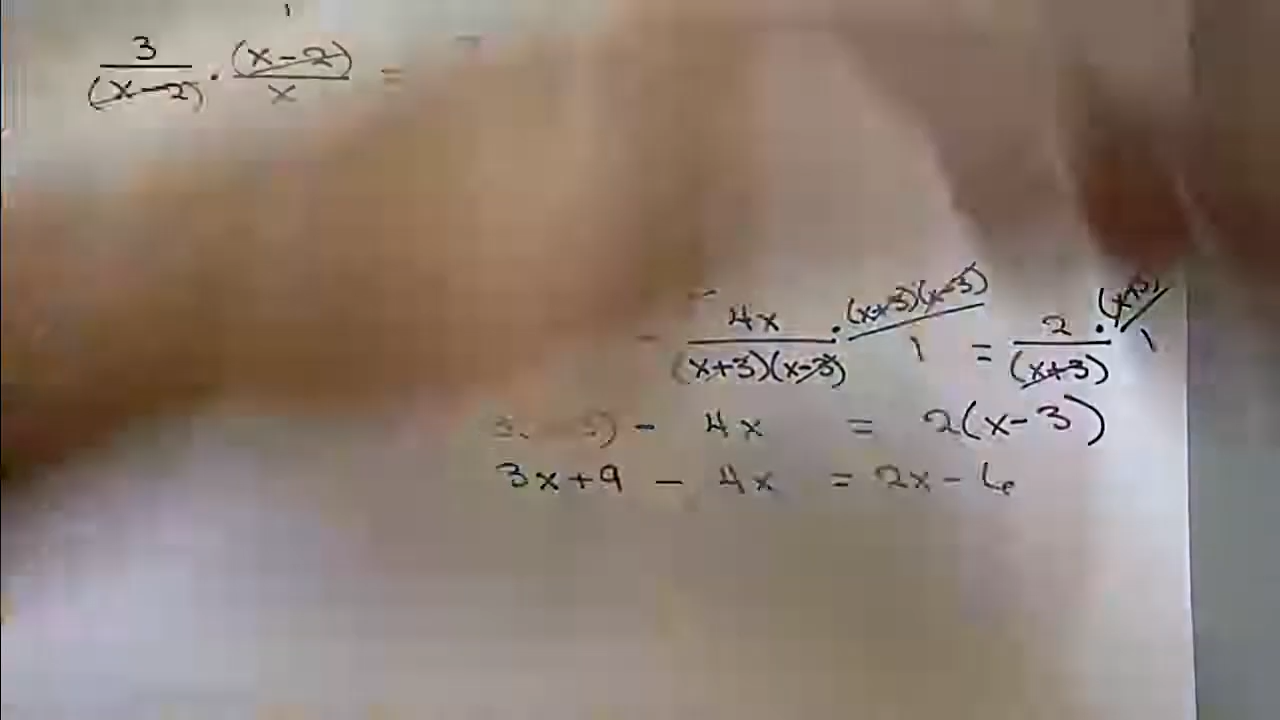 3/(x-2) · (x-2)/x =
1
4x/(x+3)(x-3) · (x+3)(x-3)/1 = 2/(x+3) · (x+3)/1
- 4x = 2(x-3)
3x+9 - 4x = 2x-6